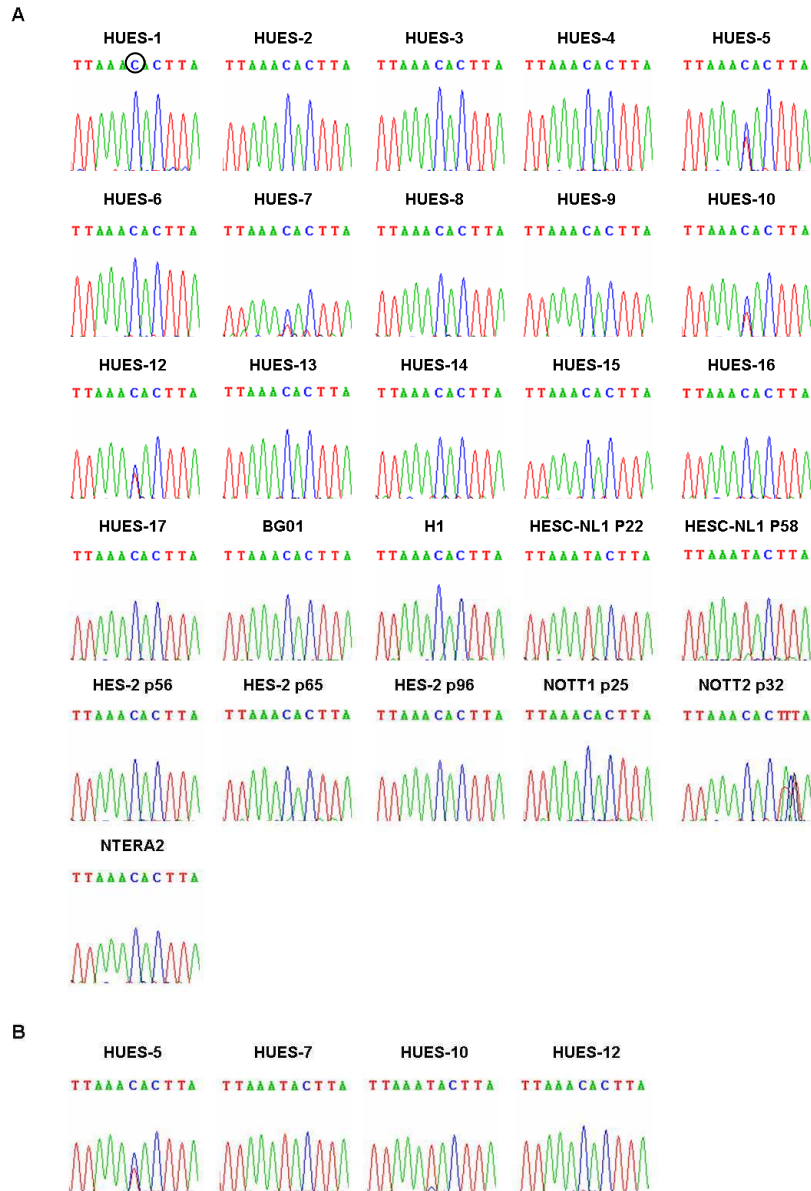 A
HUES-1 HUES-2 HUES-3 HUES-4 HUES-5
TTAAACACTTA TTAAACACTTA TTAAACACTTA TTAAACACTTA TTAAACACTTA
HUES-6 HUES-7 HUES-8 HUES-9 HUES-10
TTAAACACTTA TTAAACACTTA TTAAACACTTA TTAAACACTTA TTAAACACTTA
HUES-12 HUES-13 HUES-14 HUES-15 HUES-16
TTAAACACTTA TTAAACACTTA TTAAACACTTA TTAAACACTTA TTAAACACTTA
HUES-17 BG01 H1 HESC-NL1 P22 HESC-NL1 P58
TTAAACACTTA TTAAACACTTA TTAAACACTTA TTAAATACTTA TTAAATACTTA
HES-2 p56 HES-2 p65 HES-2 p96 NOTT1 p25 NOTT2 p32
TTAAACACTTA TTAAACACTTA TTAAACACTTA TTAAACACTTA TTAAACACTTTTA
NTERA2
TTAAACACTTA
B
HUES-5 HUES-7 HUES-10 HUES-12
TTAAACACTTA TTAAATACTTA TTAAATACTTA TTAAACACTTA